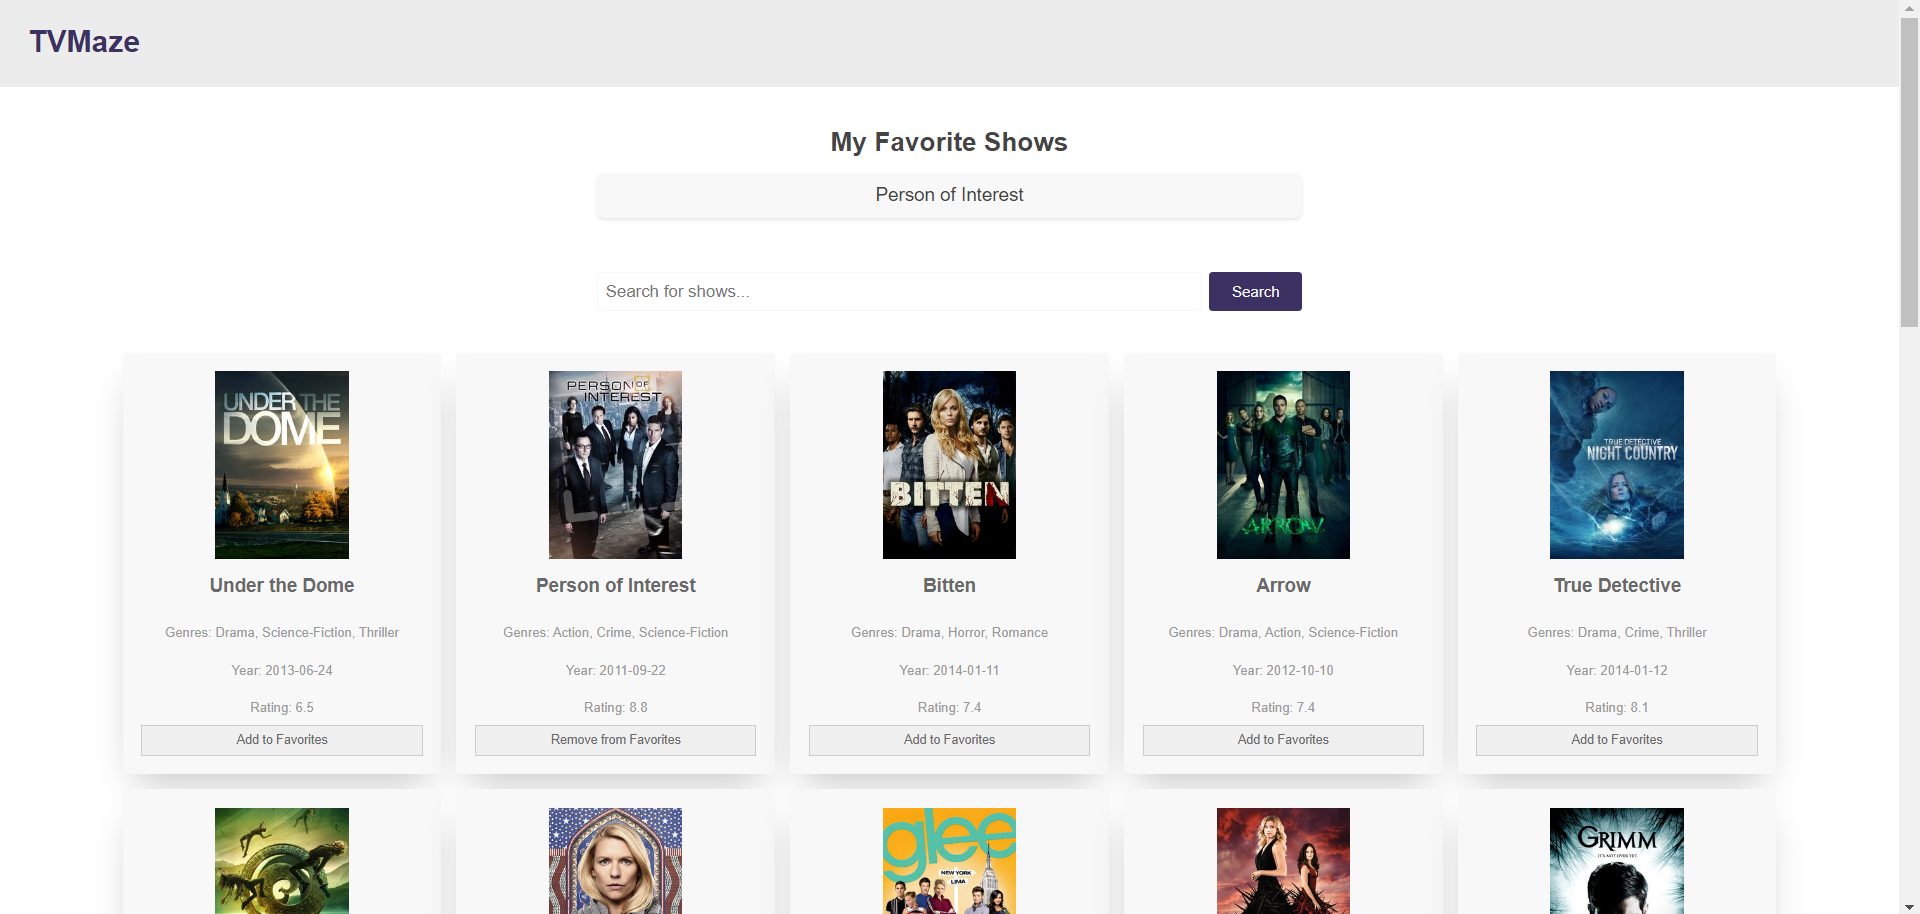 TVMaze
My Favorite Shows
Person of Interest
Search for shows...
Search
UNDER THE
DOME
PERSON OF
INTEREST
BITTEN
ARROW
TRUE DETECTIVE
NIGHT COUNTRY
Under the Dome
Person of Interest
Bitten
Arrow
True Detective
Genres: Drama, Science-Fiction, Thriller
Genres: Action, Crime, Science-Fiction
Genres: Drama, Horror, Romance
Genres: Drama, Action, Science-Fiction
Genres: Drama, Crime, Thriller
Year: 2013-06-24
Year: 2011-09-22
Year: 2014-01-11
Year: 2012-10-10
Year: 2014-01-12
Rating: 6.5
Rating: 8.8
Rating: 7.4
Rating: 7.4
Rating: 8.1
Add to Favorites
Remove from Favorites
Add to Favorites
Add to Favorites
Add to Favorites
glee
NEW YORK
LIMA
GRIMM
IT'S NOT OVER YET.